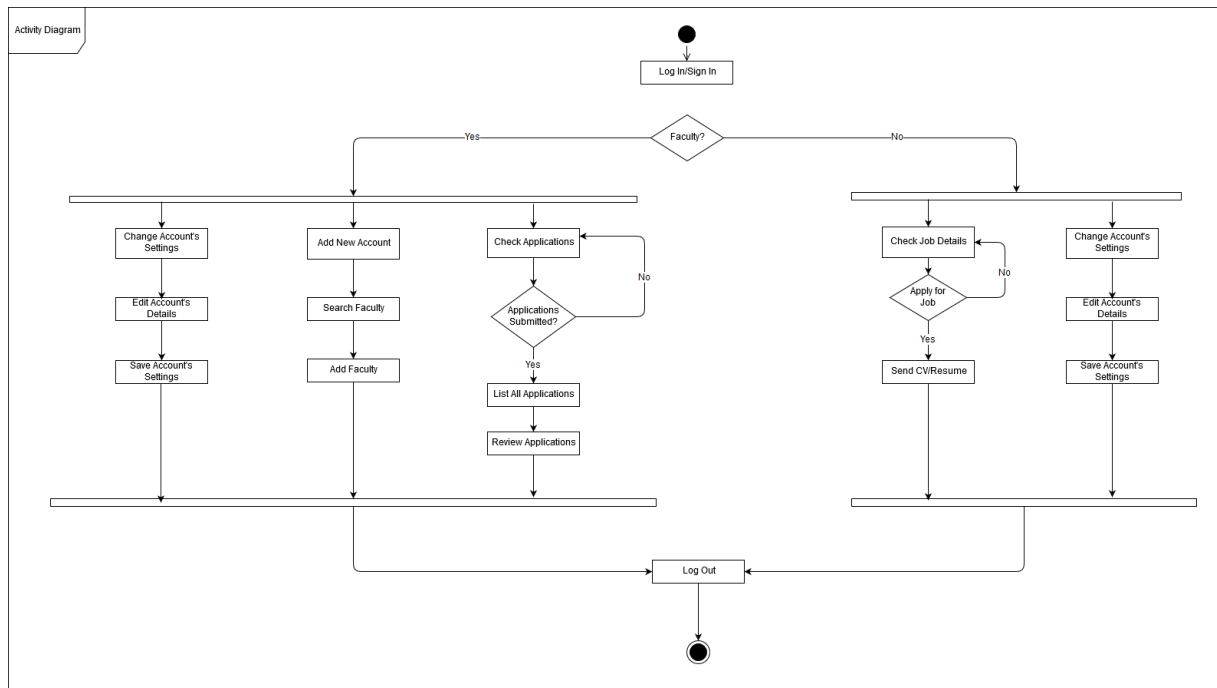 Activity Diagram
Log In/Sign In
Faculty?
Yes
No
Change Account's
Settings
Add New Account
Check Applications
Check Job Details
Change Account's
Settings
No
No
Edit Account's
Details
Search Faculty
Applications
Submitted?
Apply for
Job
Edit Account's
Details
Yes
Yes
Save Account's
Settings
Add Faculty
Send CV/Resume
Save Account's
Settings
List All Applications
Review Applications
Log Out